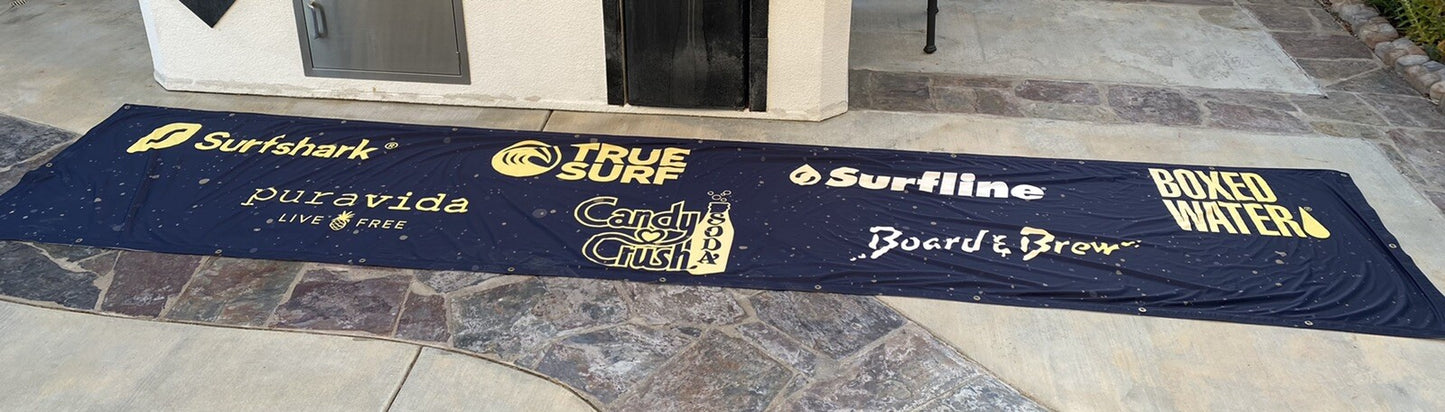 Surfshark®
puravida
LIVE FREE
TRUE
SURF
Candy
Crush
SODA
Surfline
Board & Brew
BOXED
WATER